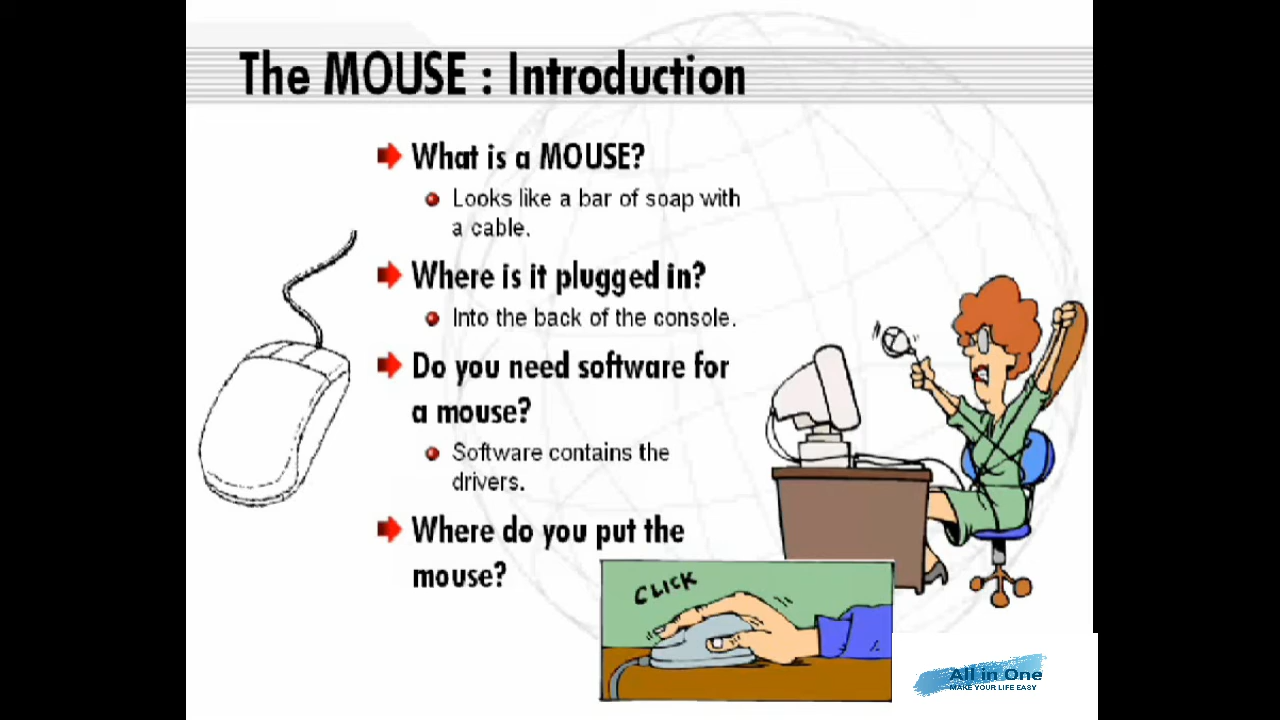 The MOUSE : Introduction
What is a MOUSE?
Looks like a bar of soap with
a cable.
Where is it plugged in?
Into the back of the console.
Do you need software for
a mouse?
Software contains the
drivers.
Where do you put the
mouse?
CLICK
All in One
MAKE YOUR LIFE EASY